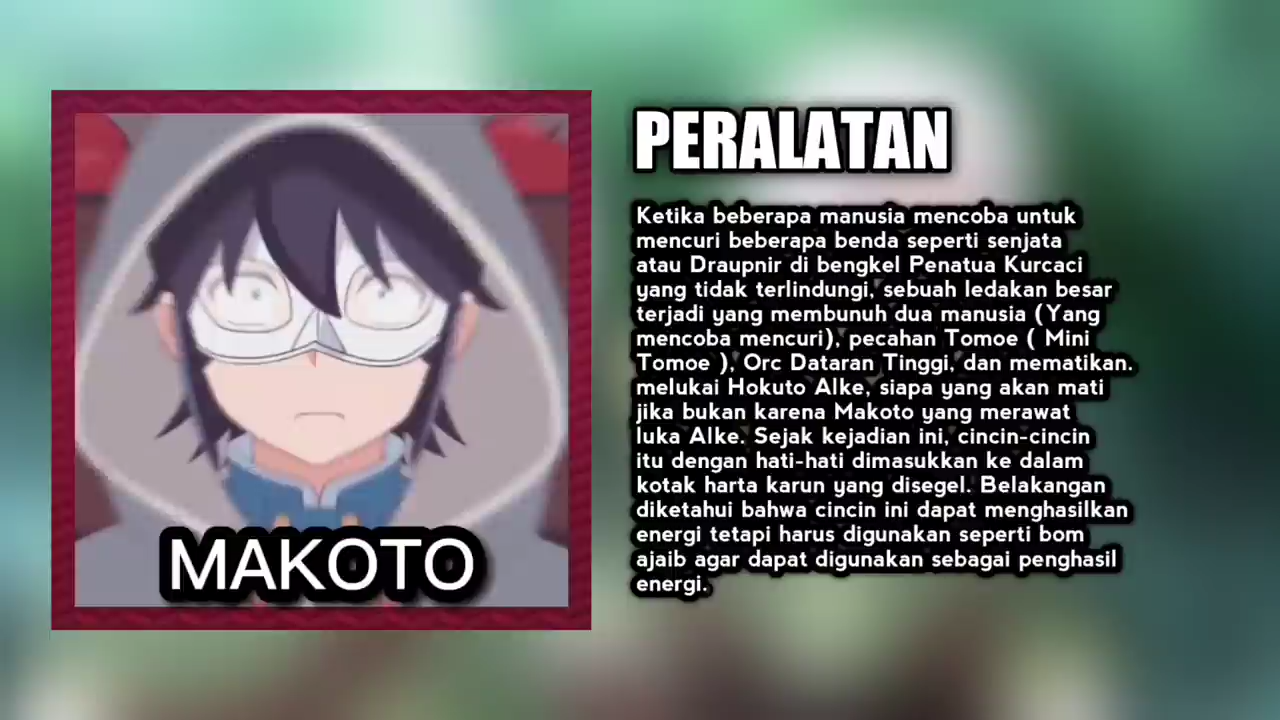 MAKOTO
PERALATAN
Ketika beberapa manusia mencoba untuk
mencuri beberapa benda seperti senjata
atau Draupnir di bengkel Penatua Kurcaci
yang tidak terlindungi, sebuah ledakan besar
terjadi yang membunuh dua manusia (Yang
mencoba mencuri), pecahan Tomoe ( Mini
Tomoe ), Orc Dataran Tinggi, dan mematikan.
melukai Hokuto Alke, siapa yang akan mati
jika bukan karena Makoto yang merawat
luka Alke. Sejak kejadian ini, cincin-cincin
itu dengan hati-hati dimasukkan ke dalam
kotak harta karun yang disegel. Belakangan
diketahui bahwa cincin ini dapat menghasilkan
energi tetapi harus digunakan seperti bom
ajaib agar dapat digunakan sebagai penghasil
energi.